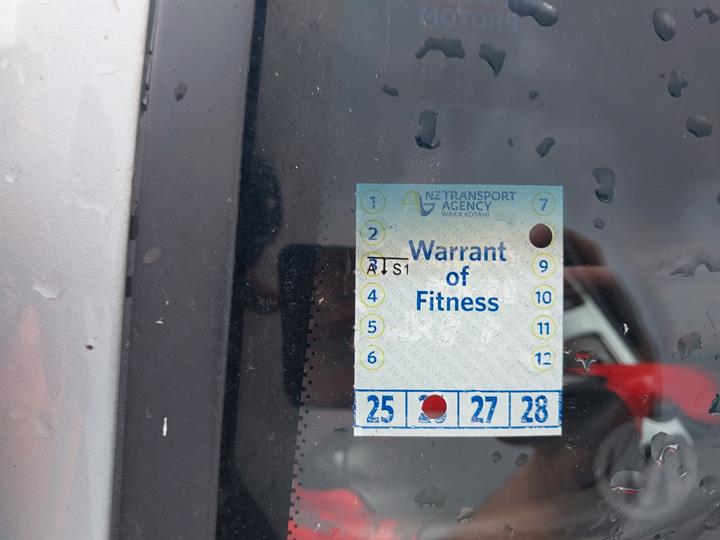 MOTORS
NZ TRANSPORT
AGENCY
WAKA KOTAHI
Warrant
of
Fitness
1
2
3
4
5
6
7
9
10
11
12
A S1
25 27 28